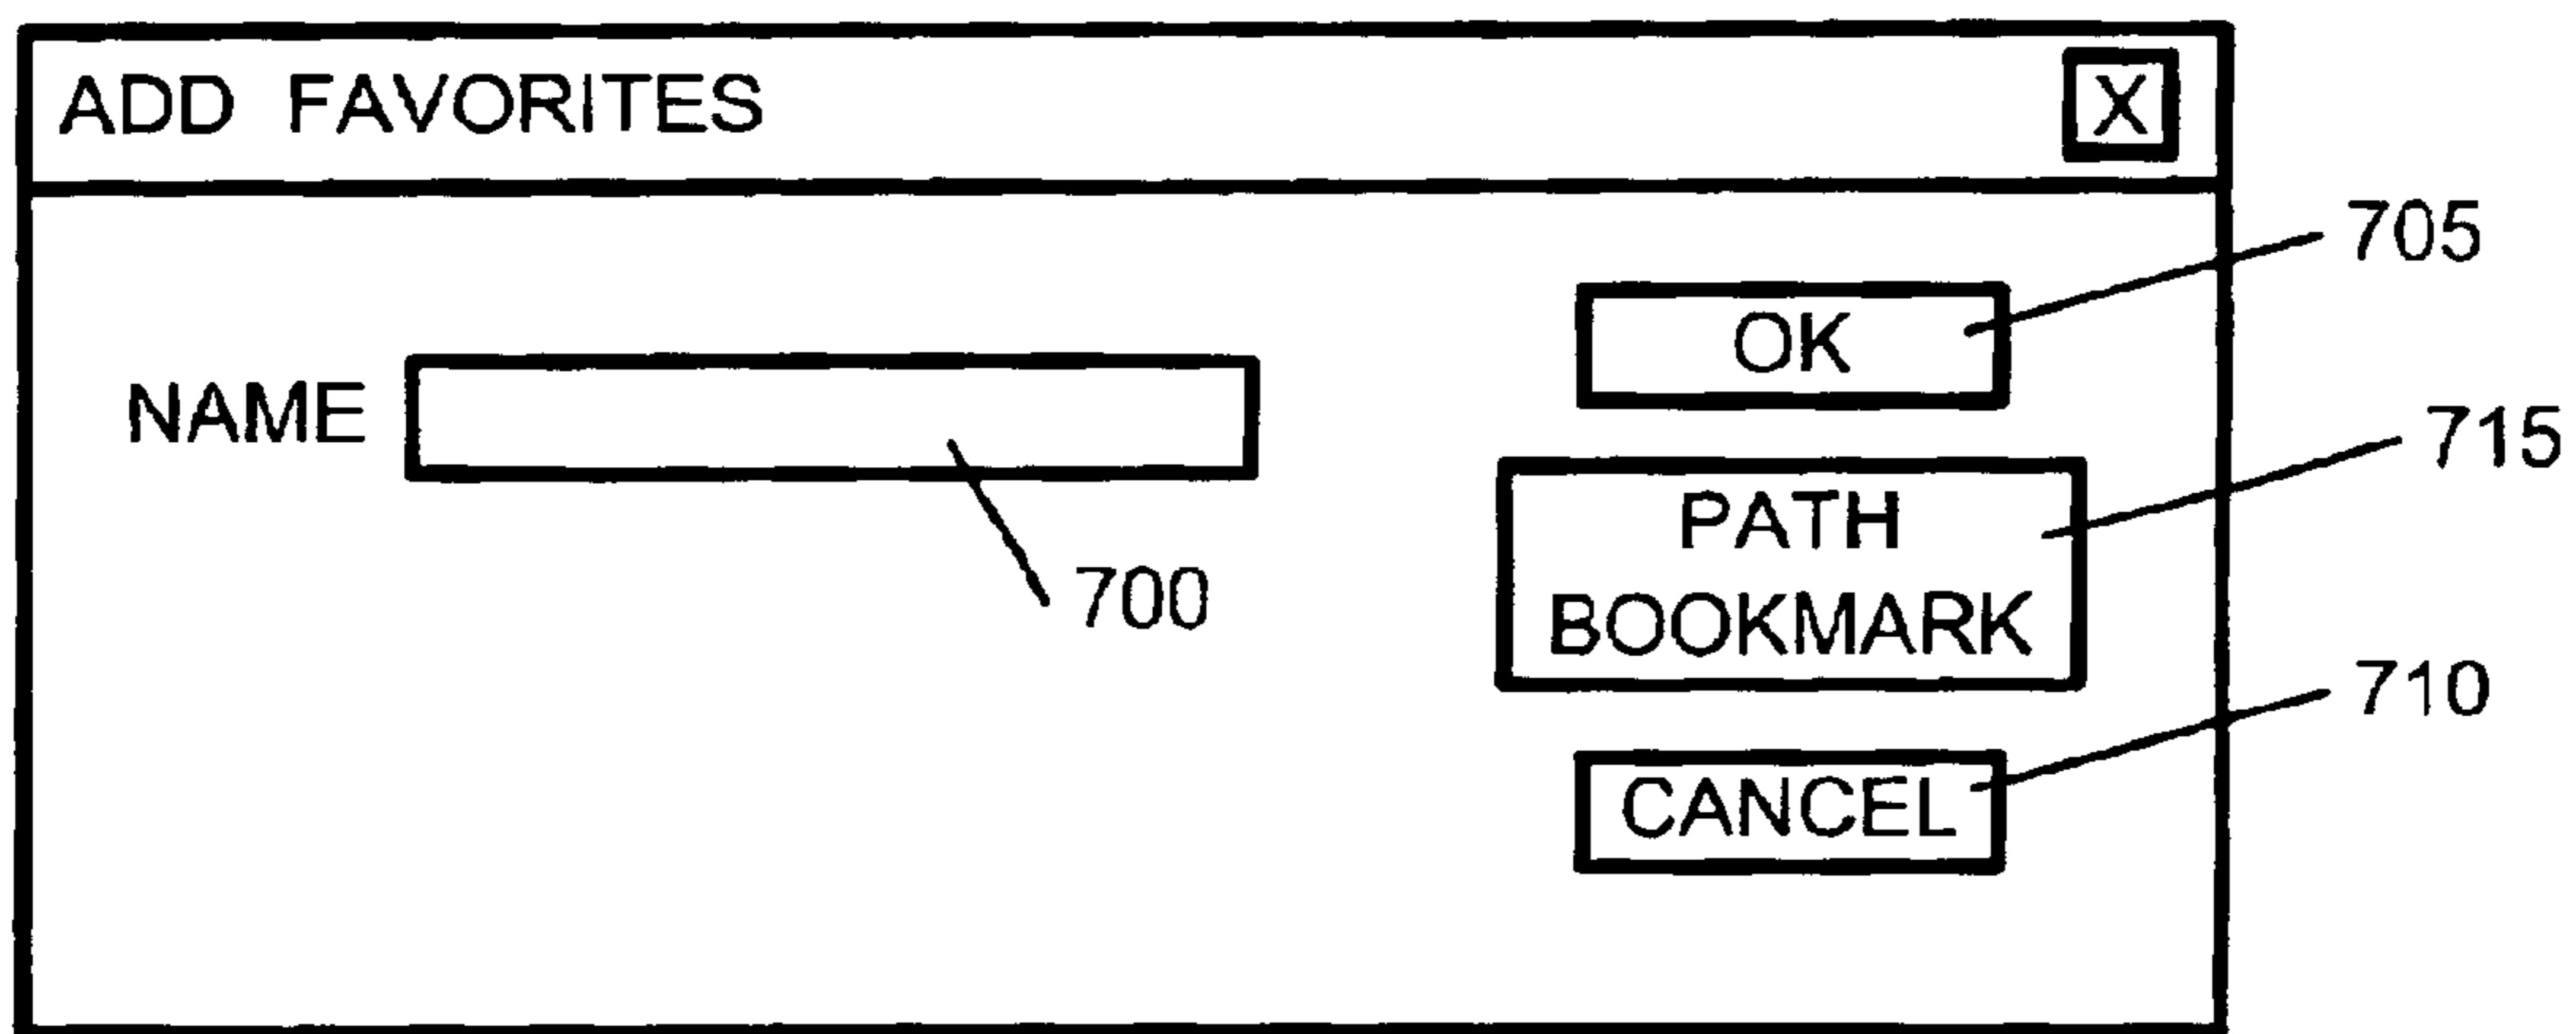 ADD FAVORITES X
705
OK
NAME
715
PATH
BOOKMARK
700
710
CANCEL